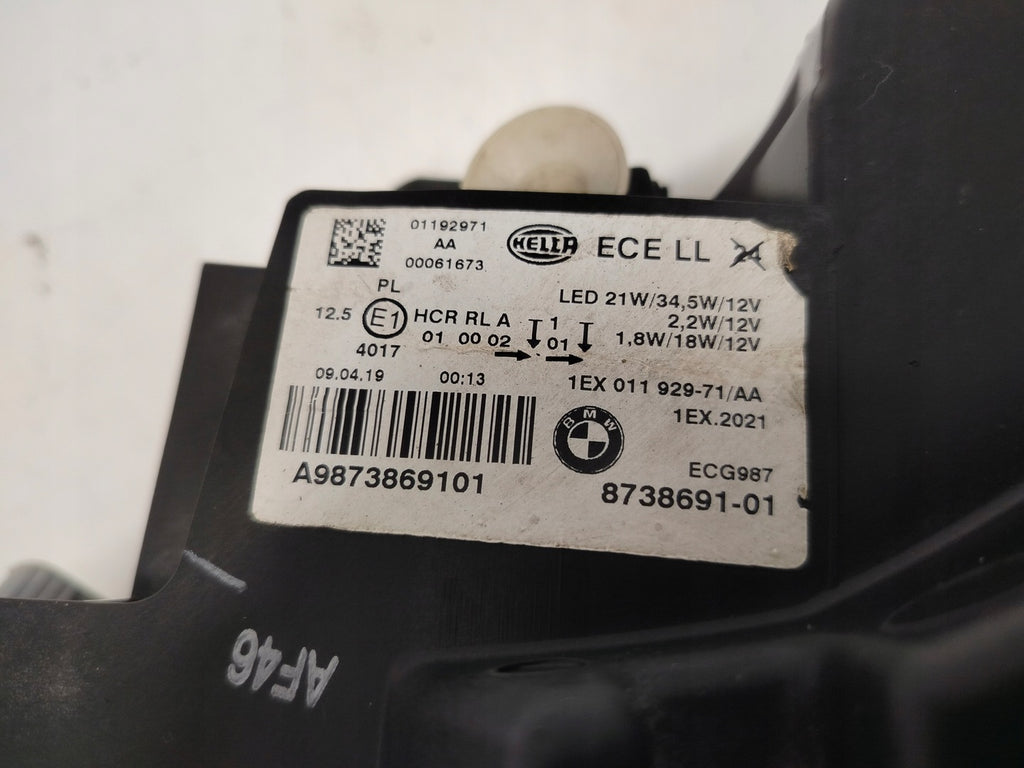 01192971
AA
00061673
HELLA
ECE LL
24
PL
12.5 E1
4017
HCR RL A 1
01 00 02 01
LED 21W/34,5W/12V
2,2W/12V
1,8W/18W/12V
09.04.19 00:13
1EX 011 929-71/AA
1EX.2021
BMW
A9873869101
ECG987
8738691-01
AF46